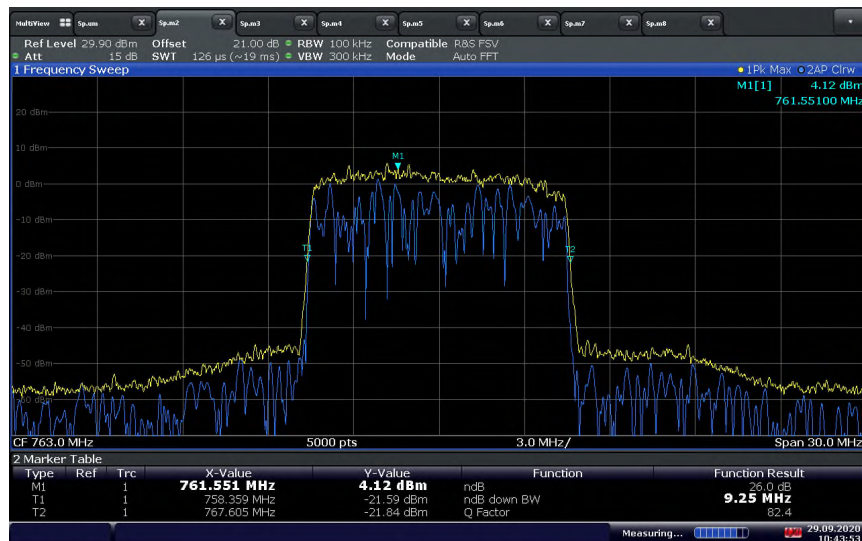 MultiView Sp.um X Sp.m2 X Sp.m3 X Sp.m4 X Sp.m5 X Sp.m6 X Sp.m7 X Sp.m8 X
Ref Level 29.90 dBm Offset 21.00 dB RBW 100 kHz Compatible R&S FSV
Att 15 dB SWT 126 µs (~19 ms) VBW 300 kHz Mode Auto FFT
1 Frequency Sweep 1Pk Max 2AP Clrw
M1[1] 4.12 dBm
761.55100 MHz
20 dBm
10 dBm
M1
0 dBm
-10 dBm
T1 T2
-20 dBm
-30 dBm
-40 dBm
-50 dBm
CF 763.0 MHz 5000 pts 3.0 MHz/ Span 30.0 MHz
2 Marker Table
Type Ref Trc X-Value Y-Value Function Function Result
M1 1 761.551 MHz 4.12 dBm ndB 26.0 dB
T1 1 758.359 MHz -21.59 dBm ndB down BW 9.25 MHz
T2 1 767.605 MHz -21.84 dBm Q Factor 82.4
Measuring... 29.09.2020
10:43:53